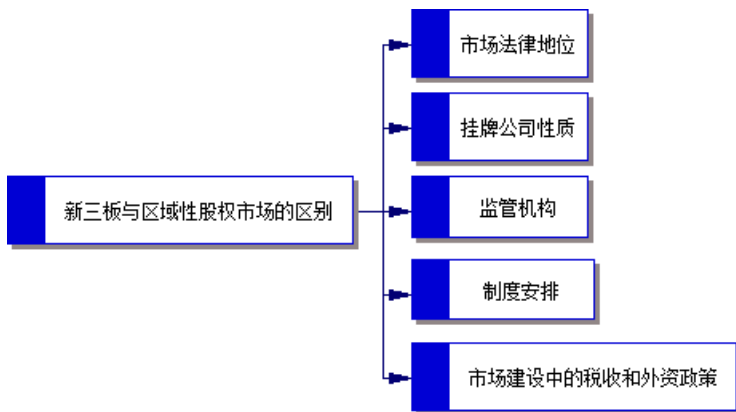 市场法律地位
挂牌公司性质
新三板与区域性股权市场的区别
监管机构
制度安排
市场建设中的税收和外资政策